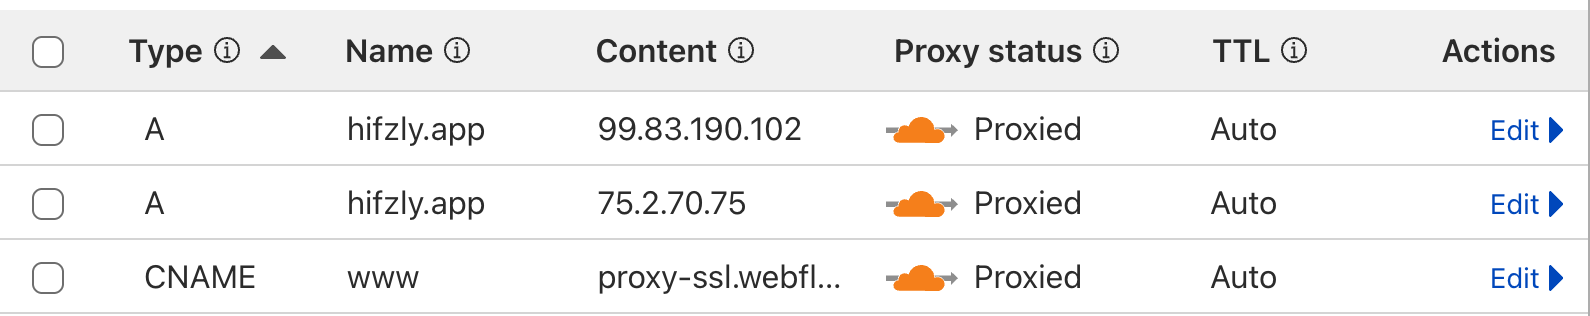 Type Name Content Proxy status TTL Actions
A hifzly.app 99.83.190.102 Proxied Auto Edit
A hifzly.app 75.2.70.75 Proxied Auto Edit
CNAME www proxy-ssl.webfl... Proxied Auto Edit